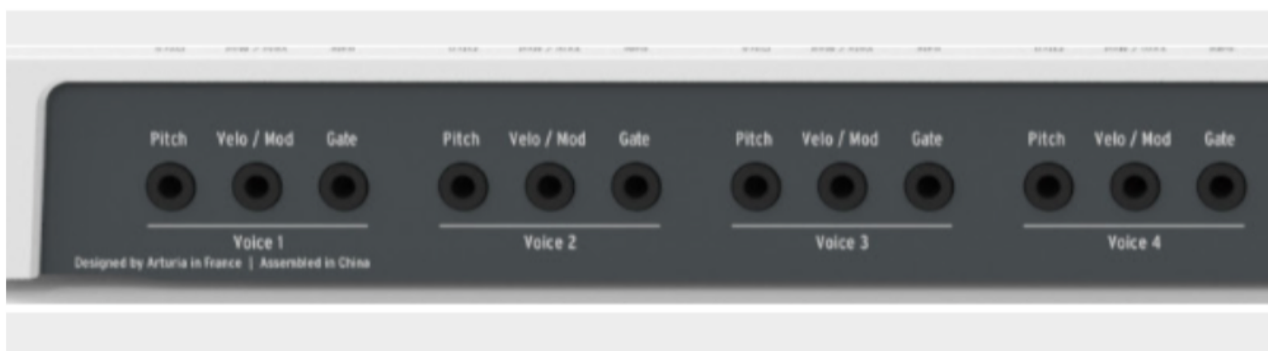 Pitch Velo / Mod Gate Pitch Velo / Mod Gate Pitch Velo / Mod Gate Pitch Velo / Mod Gate
Voice 1 Voice 2 Voice 3 Voice 4
Designed by Arturia in France | Assembled in China